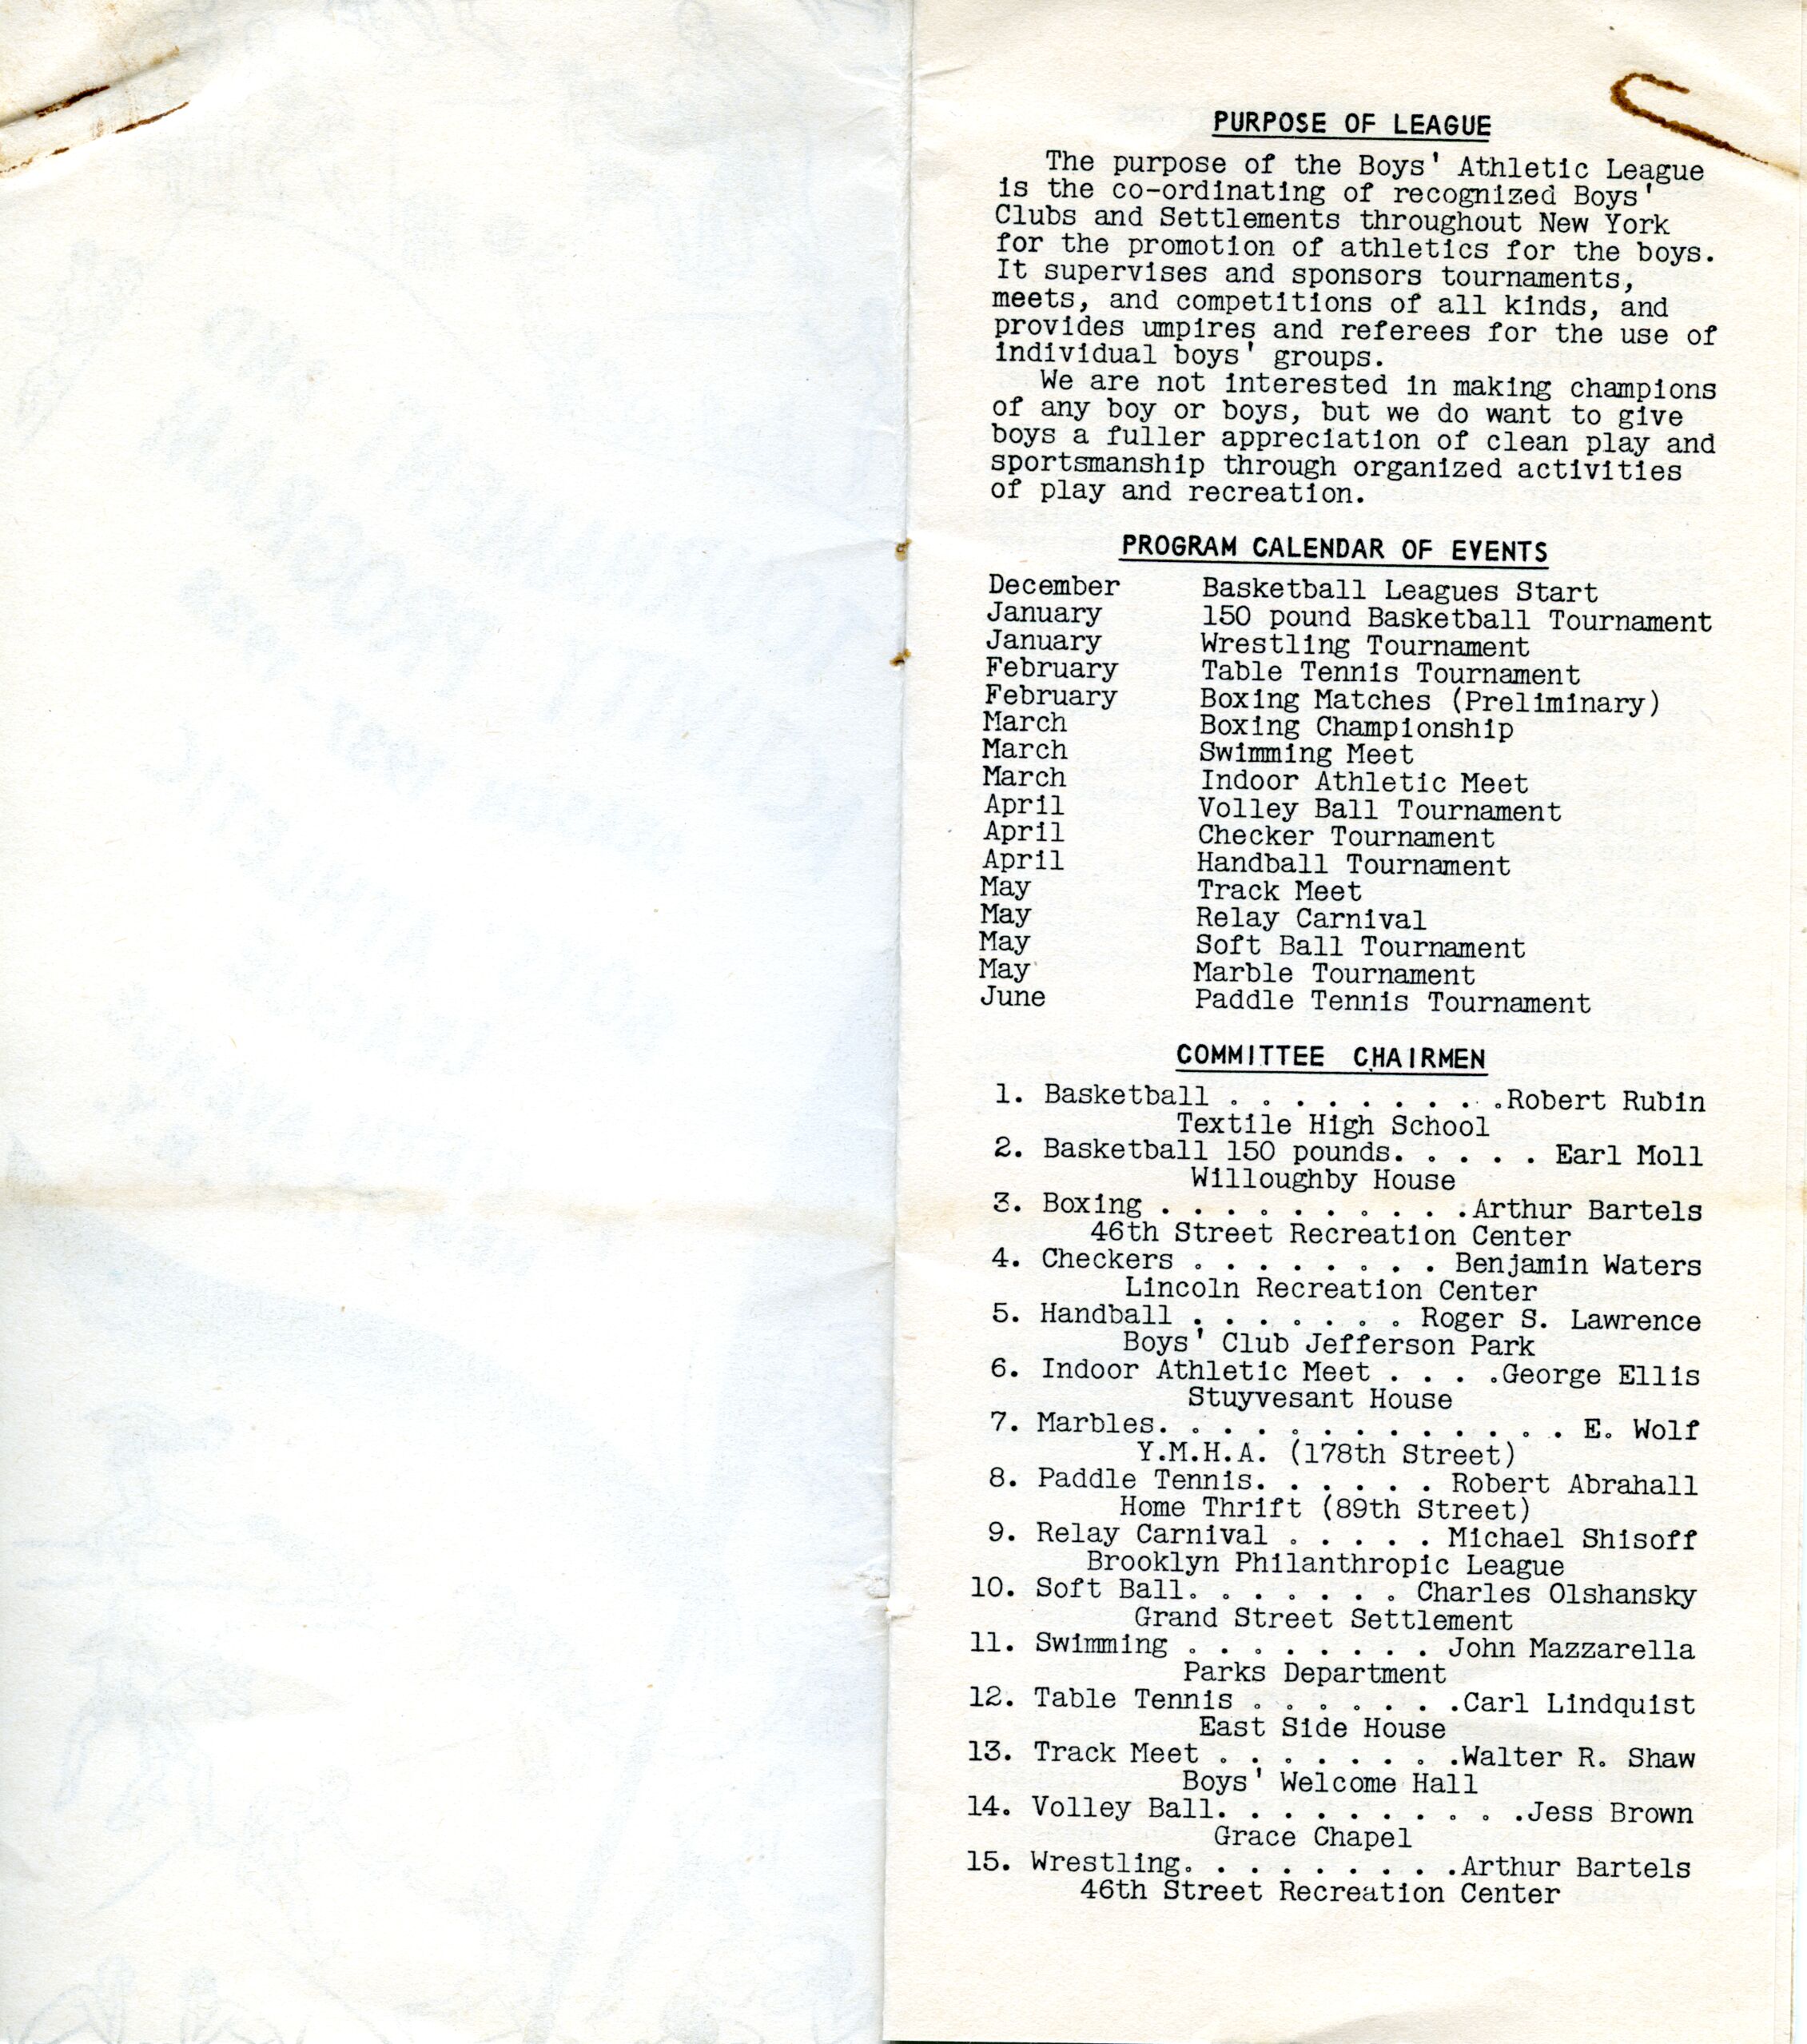 PURPOSE OF LEAGUE
The purpose of the Boys' Athletic League
is the co-ordinating of recognized Boys'
Clubs and Settlements throughout New York
for the promotion of athletics for the boys.
It supervises and sponsors tournaments,
meets, and competitions of all kinds, and
provides umpires and referees for the use of
individual boys' groups.
We are not interested in making champions
of any boy or boys, but we do want to give
boys a fuller appreciation of clean play and
sportsmanship through organized activities
of play and recreation.
PROGRAM CALENDAR OF EVENTS
December Basketball Leagues Start
January 150 pound Basketball Tournament
January Wrestling Tournament
February Table Tennis Tournament
February Boxing Matches (Preliminary)
March Boxing Championship
March Swimming Meet
March Indoor Athletic Meet
April Volley Ball Tournament
April Checker Tournament
April Handball Tournament
May Track Meet
May Relay Carnival
May Soft Ball Tournament
May Marble Tournament
June Paddle Tennis Tournament
COMMITTEE CHAIRMEN
1. Basketball . . . . . . . . . .Robert Rubin
Textile High School
2. Basketball 150 pounds. . . . . . Earl Moll
Willoughby House
3. Boxing . . . . . . . . . .Arthur Bartels
46th Street Recreation Center
4. Checkers . . . . . . . . Benjamin Waters
Lincoln Recreation Center
5. Handball . . . . . . . Roger S. Lawrence
Boys' Club Jefferson Park
6. Indoor Athletic Meet . . . .George Ellis
Stuyvesant House
7. Marbles. . . . . . . . . . . . . E. Wolf
Y.M.H.A. (178th Street)
8. Paddle Tennis. . . . . . Robert Abrahall
Home Thrift (89th Street)
9. Relay Carnival . . . . . Michael Shisoff
Brooklyn Philanthropic League
10. Soft Ball. . . . . . . Charles Olshansky
Grand Street Settlement
11. Swimming . . . . . . . . John Mazzarella
Parks Department
12. Table Tennis . . . . . . .Carl Lindquist
East Side House
13. Track Meet . . . . . . . .Walter R. Shaw
Boys' Welcome Hall
14. Volley Ball. . . . . . . . . .Jess Brown
Grace Chapel
15. Wrestling. . . . . . . . .Arthur Bartels
46th Street Recreation Center